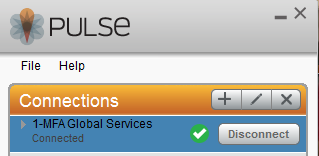 PULSE
File Help
Connections
1-MFA Global Services
Connected
Disconnect